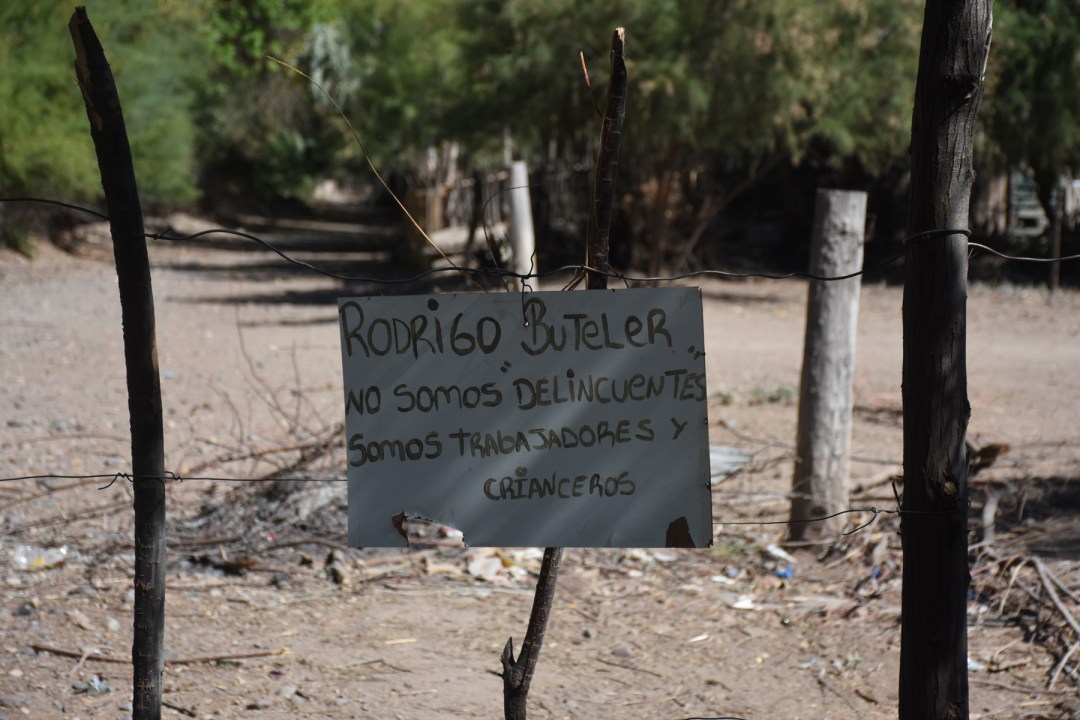 RODRIGO BUTELER
NO SOMOS "DELINCUENTES"
SOMOS TRABAJADORES Y
CRIANCEROS